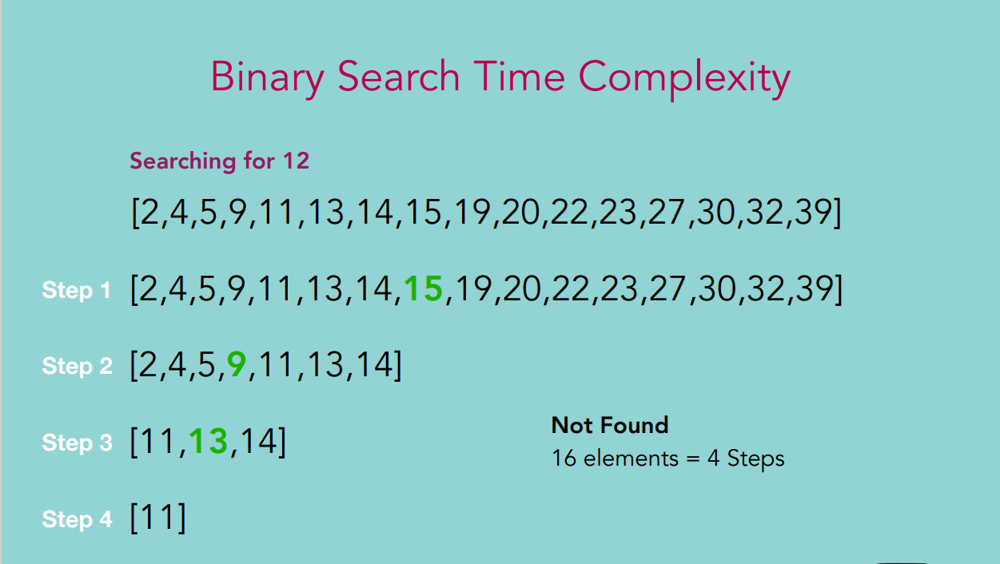 Binary Search Time Complexity
Searching for 12
[2,4,5,9,11,13,14,15,19,20,22,23,27,30,32,39]
Step 1 [2,4,5,9,11,13,14,15,19,20,22,23,27,30,32,39]
Step 2 [2,4,5,9,11,13,14]
Step 3 [11,13,14]
Not Found
16 elements = 4 Steps
Step 4 [11]